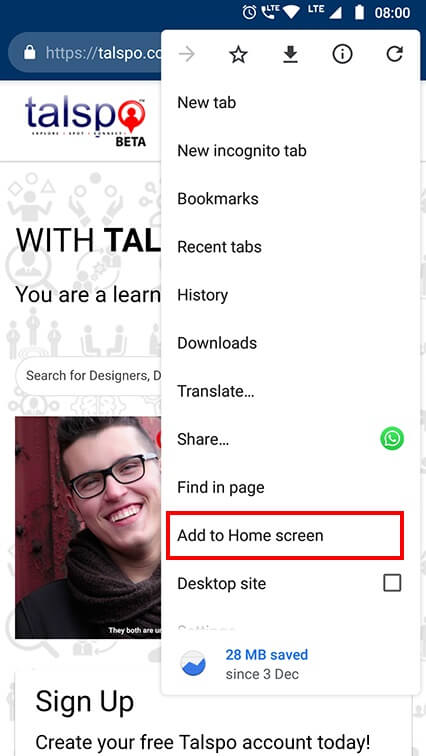 LTE LTE 08:00
https://talspo.co
talspo
EXPLORE | SPOT | CONNECT
BETA
WITH TAL
You are a learn
Search for Designers, D
They both are un
Sign Up
Create your free Talspo account today!
New tab
New incognito tab
Bookmarks
Recent tabs
History
Downloads
Translate...
Share...
Find in page
Add to Home screen
Desktop site
Settings
28 MB saved
since 3 Dec